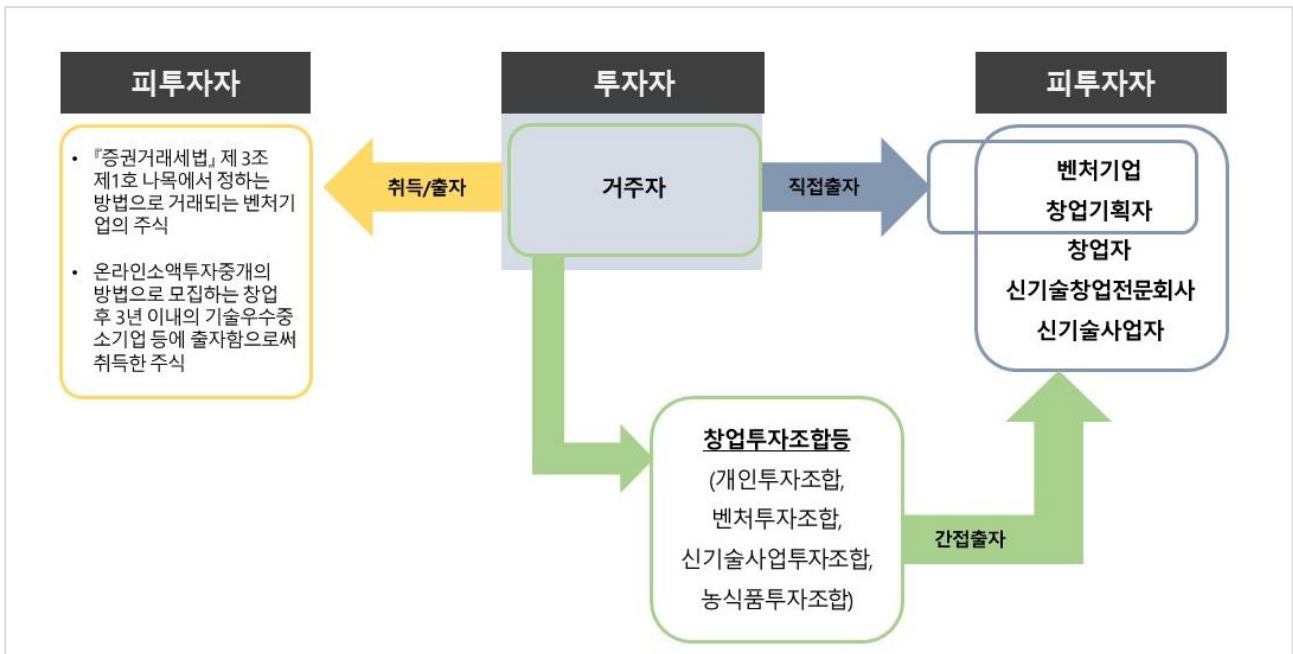 피투자자
투자자
피투자자
• 『증권거래세법』 제 3조
제1호 나목에서 정하는
방법으로 거래되는 벤처기
업의 주식
• 온라인소액투자중개의
방법으로 모집하는 창업
후 3년 이내의 기술우수중
소기업 등에 출자함으로써
취득한 주식
취득/출자
거주자
직접출자
벤처기업
창업기획자
창업자
신기술창업전문회사
신기술사업자
창업투자조합등
(개인투자조합,
벤처투자조합,
신기술사업투자조합,
농식품투자조합)
간접출자